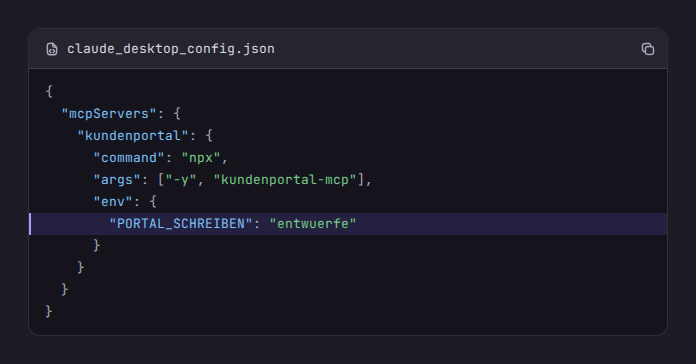 claude_desktop_config.json
{
  "mcpServers": {
    "kundenportal": {
      "command": "npx",
      "args": ["-y", "kundenportal-mcp"],
      "env": {
        "PORTAL_SCHREIBEN": "entwuerfe"
      }
    }
  }
}